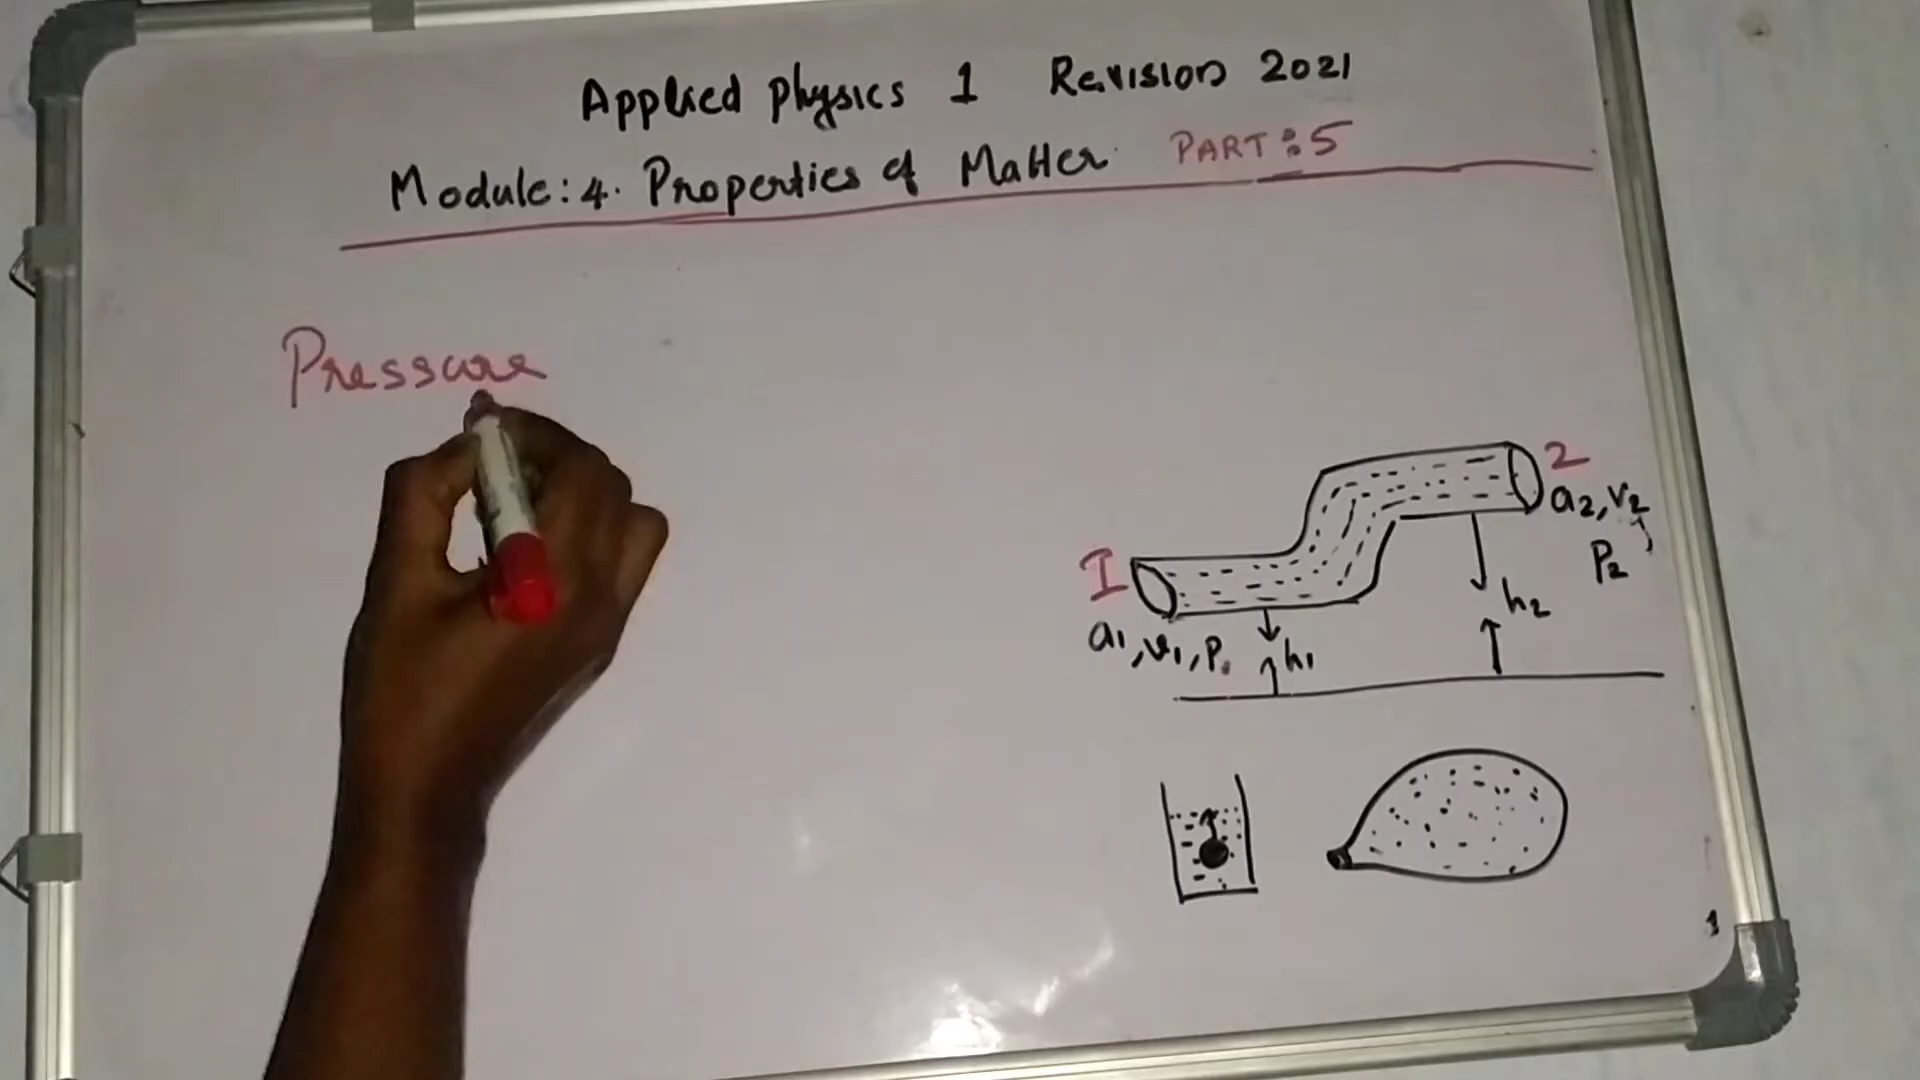 Applied Physics 1 Revision 2021
Module: 4. Properties of Matter PART: 5
Pressure
2
a2, v2
P2
1
h2
a1, v1, P1
h1
1